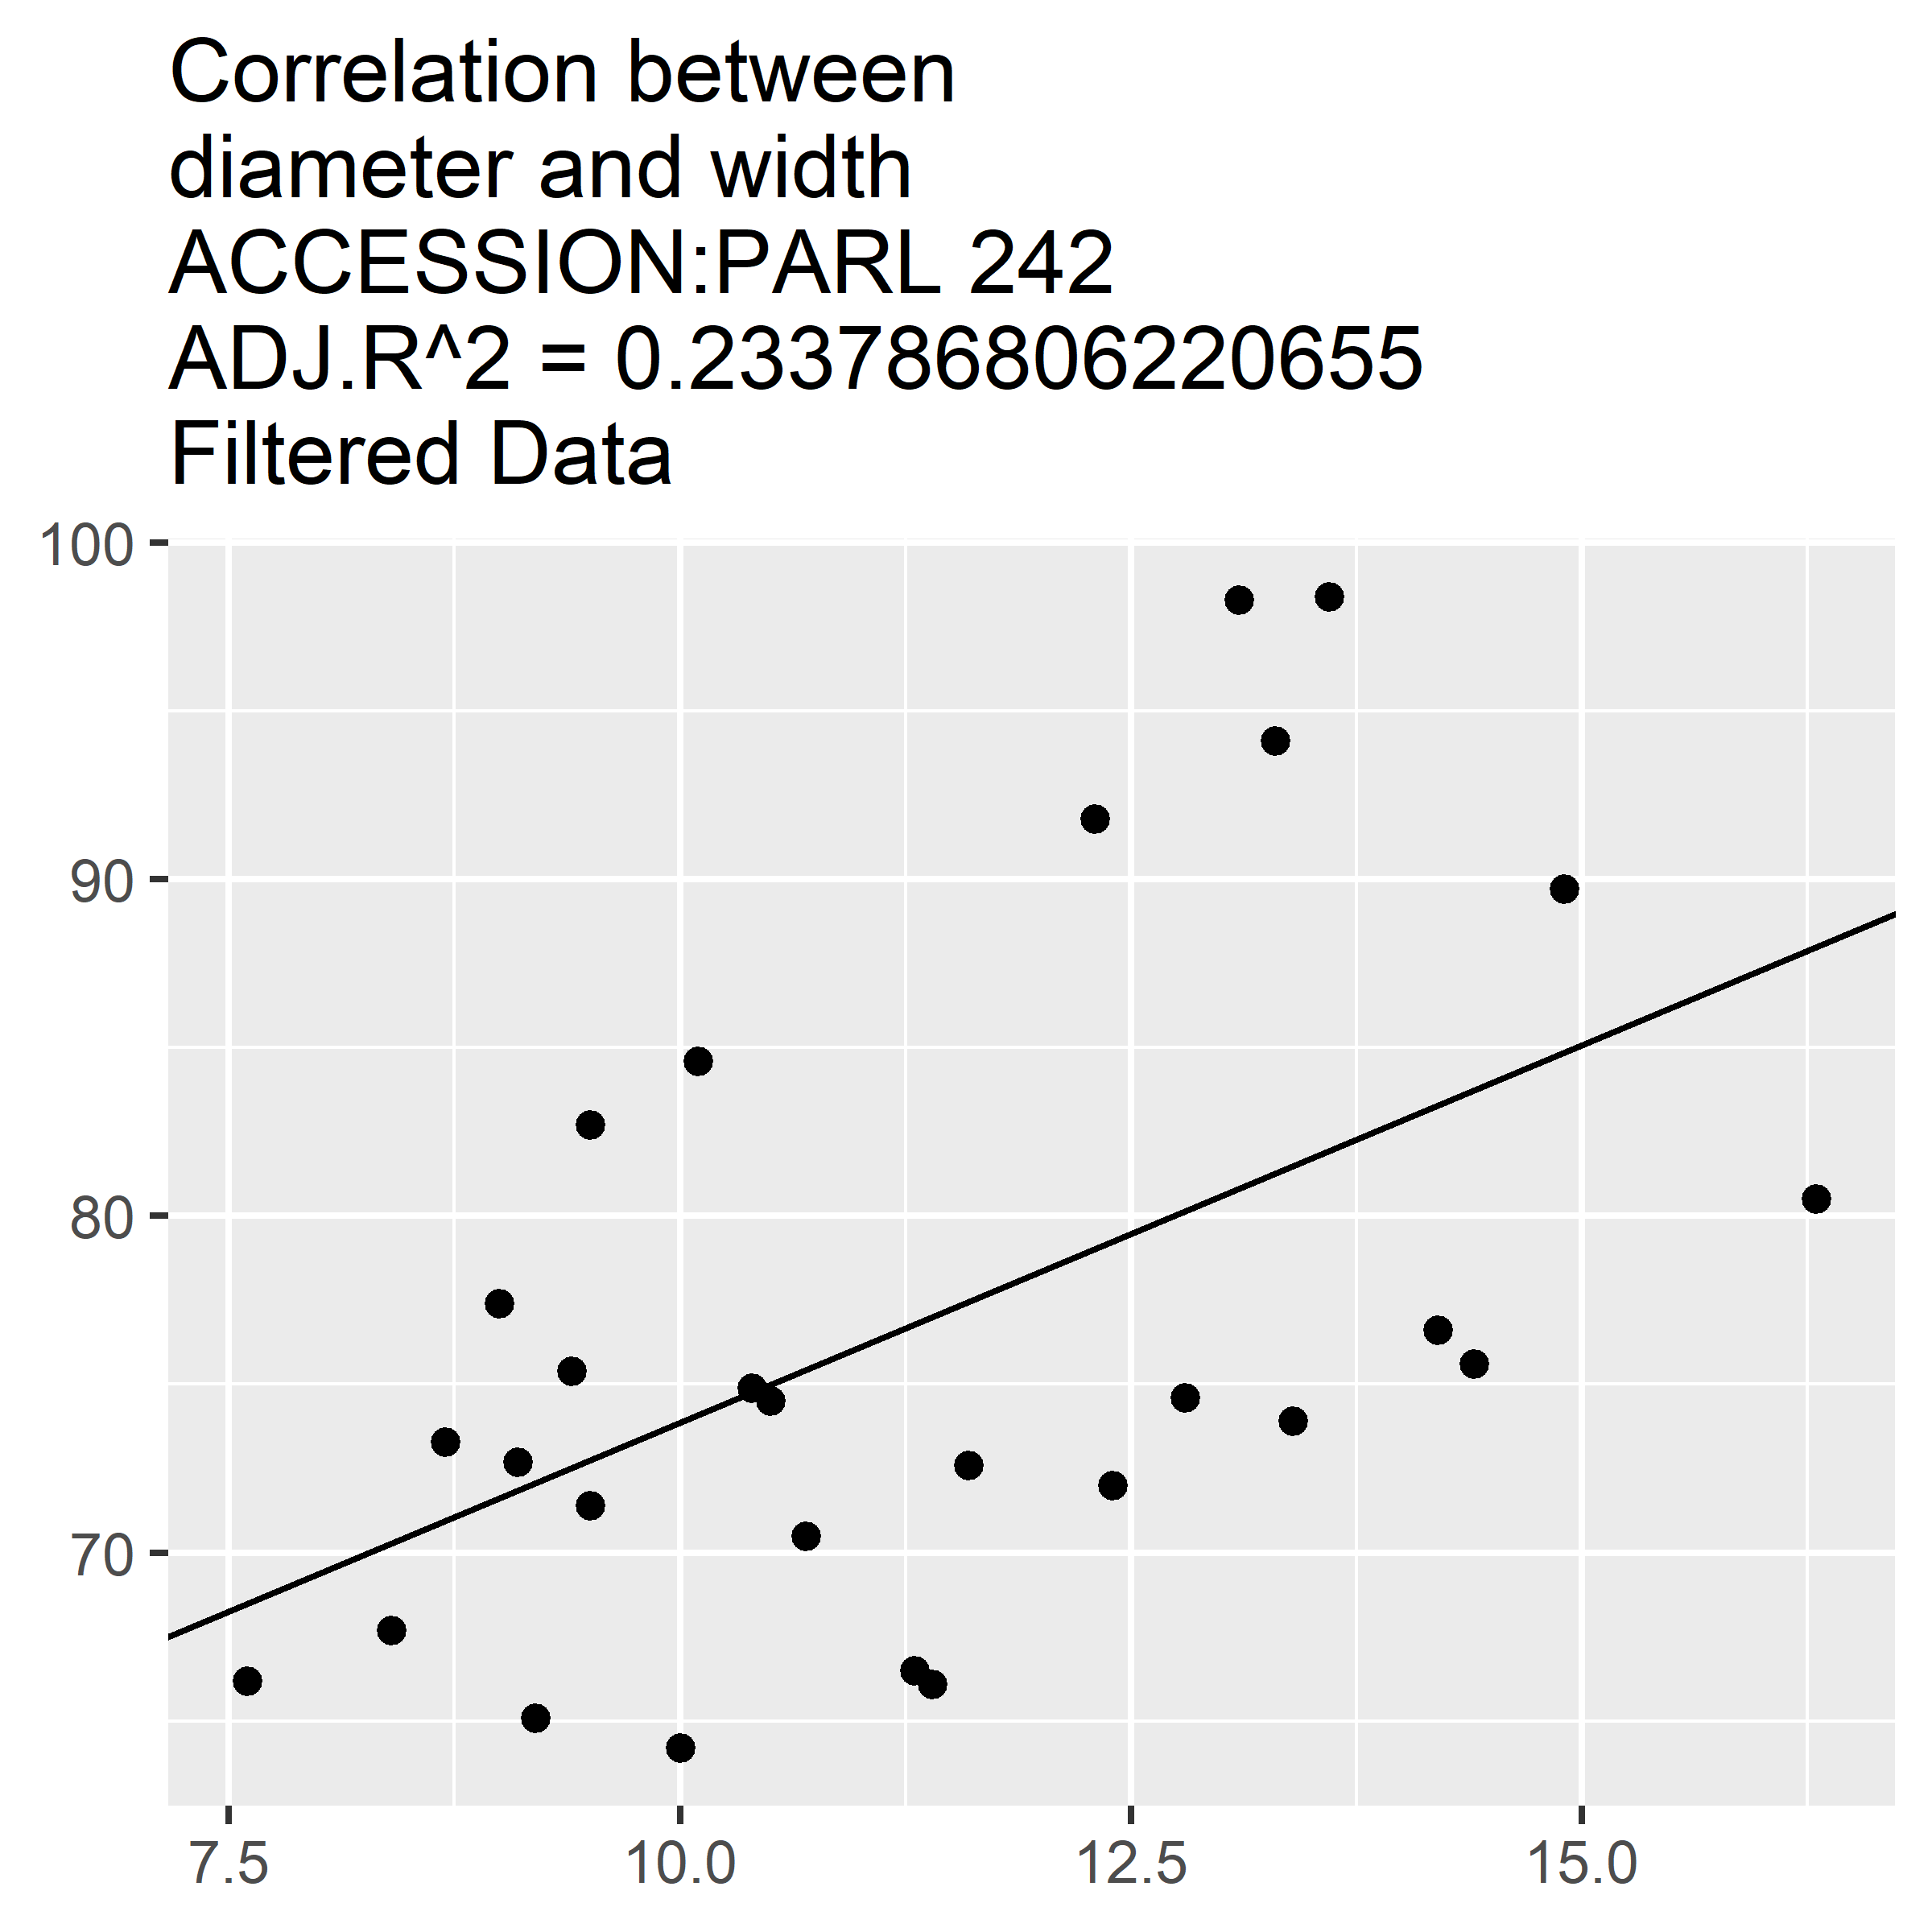 Correlation between
diameter and width
ACCESSION:PARL 242
ADJ.R^2 = 0.233786806220655
Filtered Data
100
90
80
70
7.5 10.0 12.5 15.0